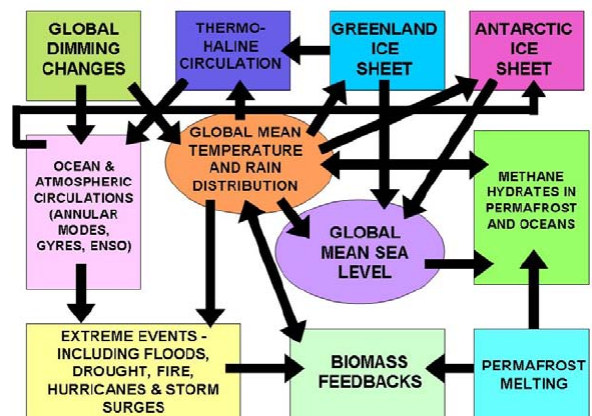 GLOBAL
DIMMING
CHANGES
THERMO-
HALINE
CIRCULATION
GREENLAND
ICE
SHEET
ANTARCTIC
ICE
SHEET
GLOBAL MEAN
TEMPERATURE
AND RAIN
DISTRIBUTION
OCEAN &
ATMOSPHERIC
CIRCULATIONS
(ANNULAR
MODES,
GYRES, ENSO)
METHANE
HYDRATES IN
PERMAFROST
AND OCEANS
GLOBAL
MEAN SEA
LEVEL
EXTREME EVENTS -
INCLUDING FLOODS,
DROUGHT, FIRE,
HURRICANES & STORM
SURGES
BIOMASS
FEEDBACKS
PERMAFROST
MELTING